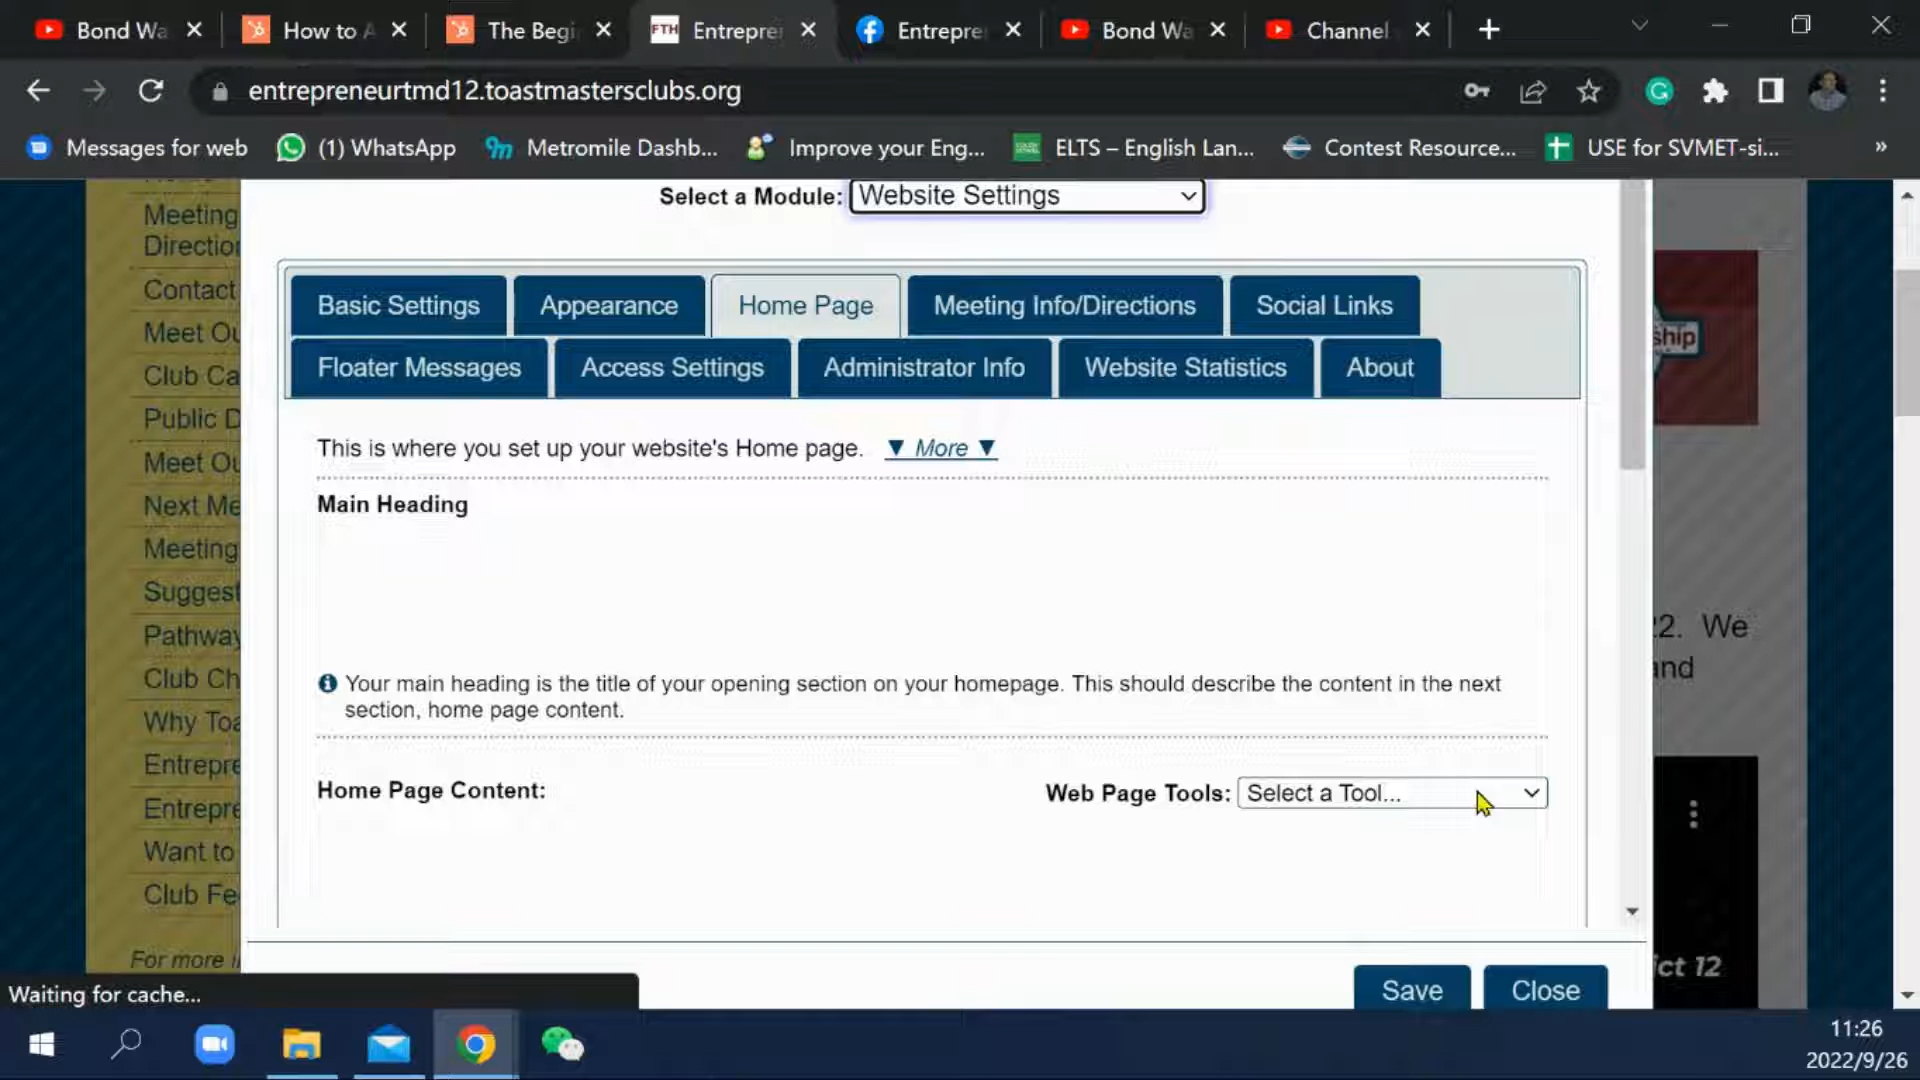 Bond Wa
How to A
The Begi
FTH Entrepre
Entrepre
Bond Wa
Channel
entrepreneurtmd12.toastmastersclubs.org
Messages for web
(1) WhatsApp
Metromile Dashb...
Improve your Eng...
ELTS – English Lan...
Contest Resource...
USE for SVMET-si...
»
Select a Module: Website Settings
Meeting
Direction
Contact
Meet Ou
Club Ca
Public D
Meet Ou
Next Me
Meeting
Suggest
Pathway
Club Ch
Why Toa
Entrepre
Entrepre
Want to
Club Fe
For more i
Basic Settings
Appearance
Home Page
Meeting Info/Directions
Social Links
Floater Messages
Access Settings
Administrator Info
Website Statistics
About
This is where you set up your website's Home page. ▼ More ▼
Main Heading
Your main heading is the title of your opening section on your homepage. This should describe the content in the next
section, home page content.
Home Page Content:
Web Page Tools: Select a Tool...
Save
Close
ship
22. We
and
ict 12
Waiting for cache...
11:26
2022/9/26